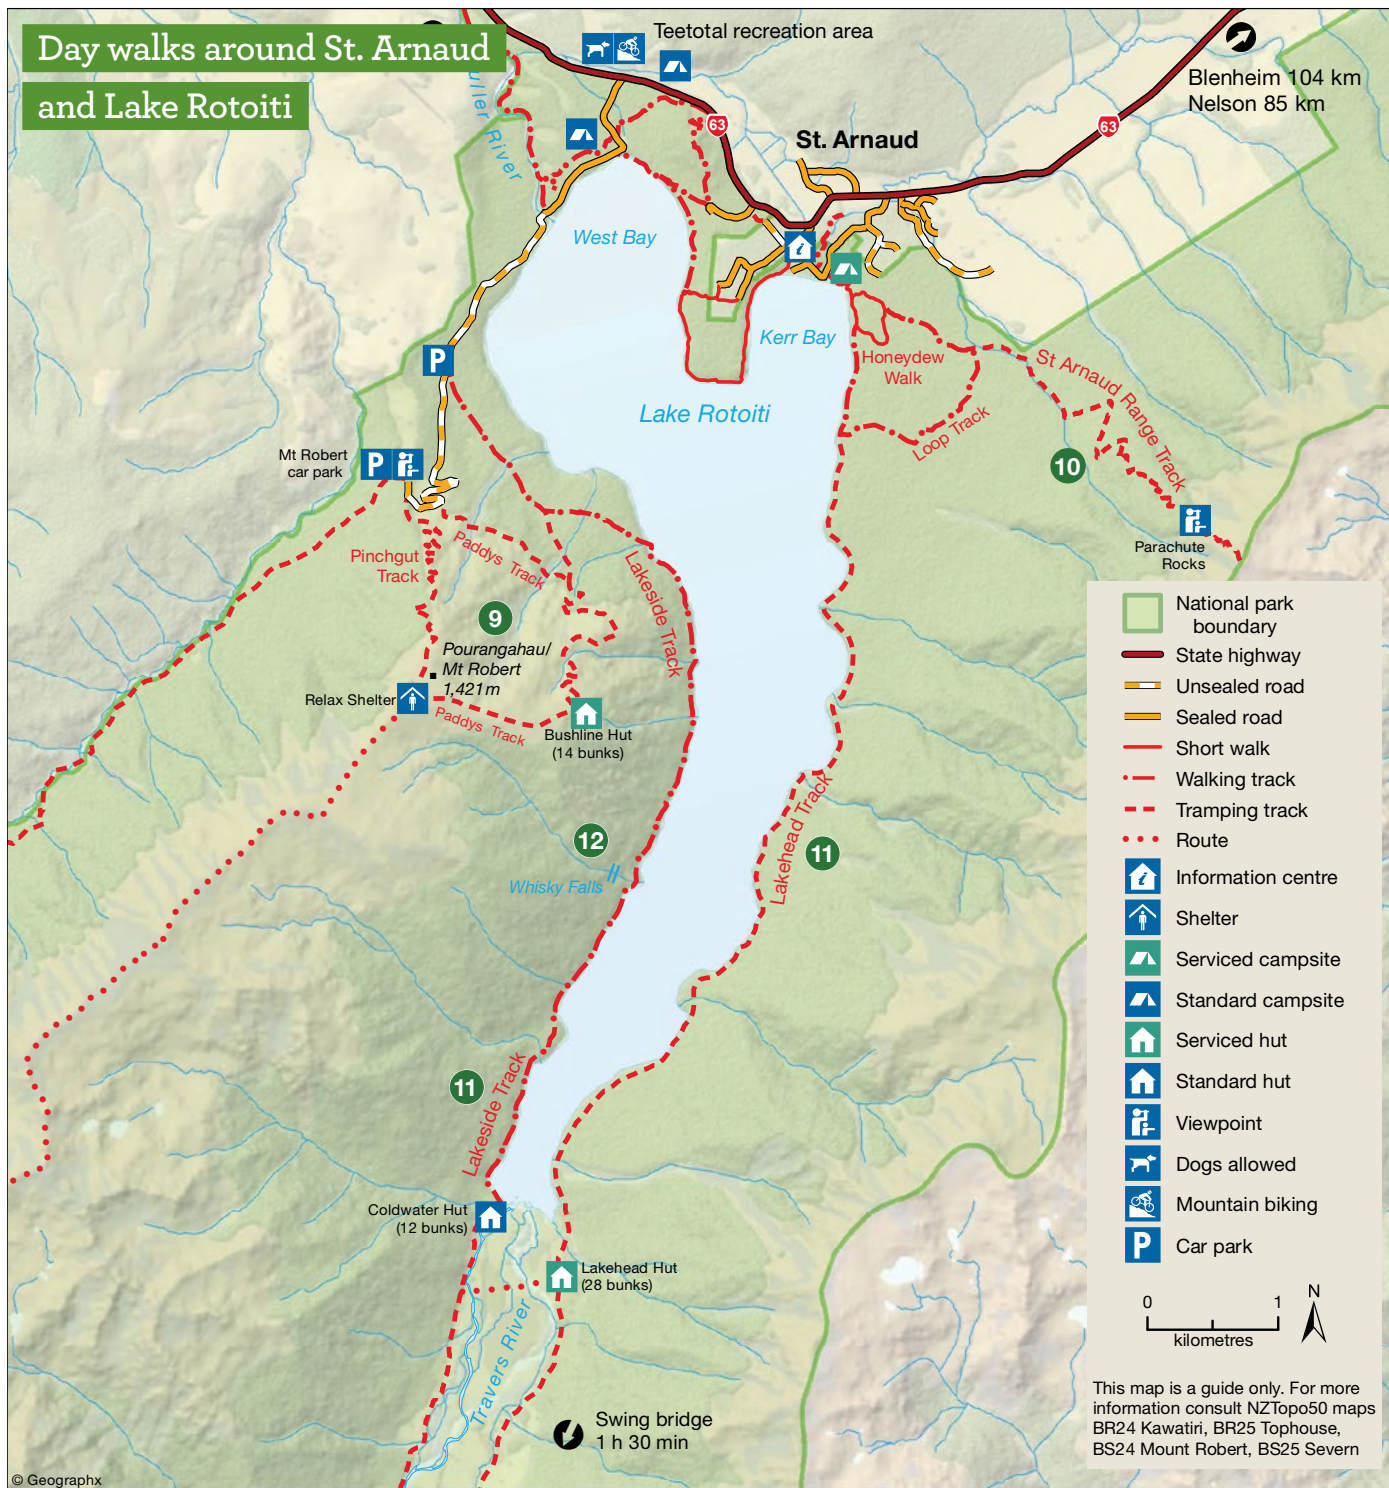 Day walks around St. Arnaud
and Lake Rotoiti
Teetotal recreation area
Blenheim 104 km
Nelson 85 km
63
63
St. Arnaud
River
West Bay
Kerr Bay
Honeydew
Walk
St Arnaud Range Track
Loop Track
Lake Rotoiti
P
Mt Robert
car park
P
10
Parachute
Rocks
Pinchgut
Track
Paddys Track
Lakeside Track
9
Pourangahau/
Mt Robert
1,421m
Relax Shelter
Paddys Track
Bushline Hut
(14 bunks)
12
Whisky Falls
Lakehead Track
11
11
Lakeside Track
Coldwater Hut
(12 bunks)
Lakehead Hut
(28 bunks)
Travers River
Swing bridge
1 h 30 min
© Geographx
National park
boundary
State highway
Unsealed road
Sealed road
Short walk
Walking track
Tramping track
Route
i Information centre
Shelter
Serviced campsite
Standard campsite
Serviced hut
Standard hut
Viewpoint
Dogs allowed
Mountain biking
P Car park
0 1
kilometres
N
This map is a guide only. For more
information consult NZTopo50 maps
BR24 Kawatiri, BR25 Tophouse,
BS24 Mount Robert, BS25 Severn